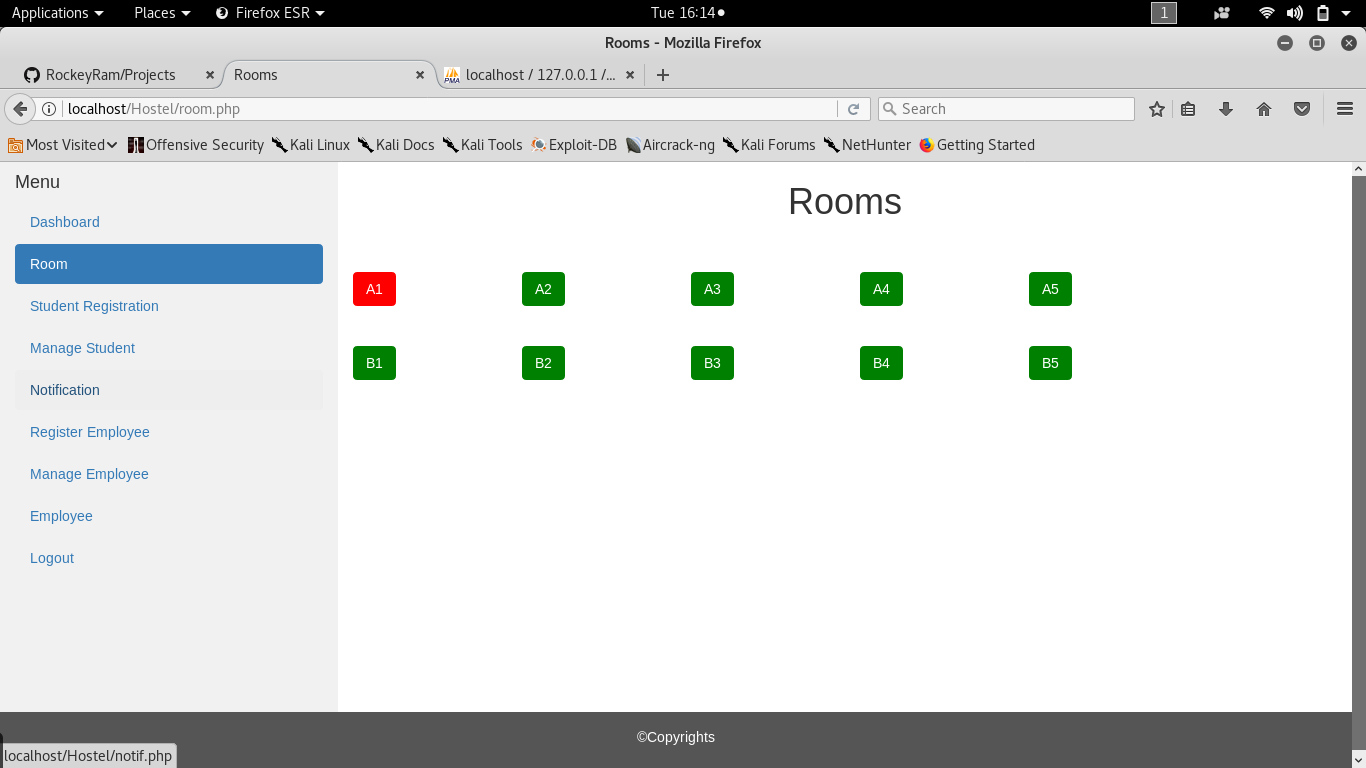 Applications Places Firefox ESR Tue 16:14 1
Rooms - Mozilla Firefox
RockeyRam/Projects Rooms PMA localhost / 127.0.0.1 /...
localhost/Hostel/room.php Search
Most Visited Offensive Security Kali Linux Kali Docs Kali Tools Exploit-DB Aircrack-ng Kali Forums NetHunter Getting Started
Menu
Dashboard
Room
Student Registration
Manage Student
Notification
Register Employee
Manage Employee
Employee
Logout
Rooms
A1 A2 A3 A4 A5
B1 B2 B3 B4 B5
©Copyrights
localhost/Hostel/notif.php